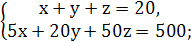 x + y + z = 20,
5x + 20y + 50z = 500;